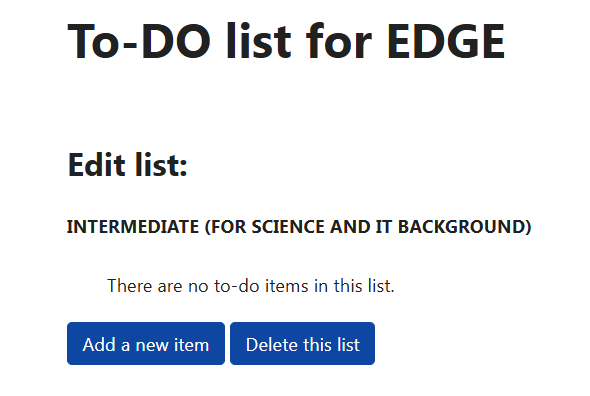 To-DO list for EDGE
Edit list:
INTERMEDIATE (FOR SCIENCE AND IT BACKGROUND)
There are no to-do items in this list.
Add a new item Delete this list